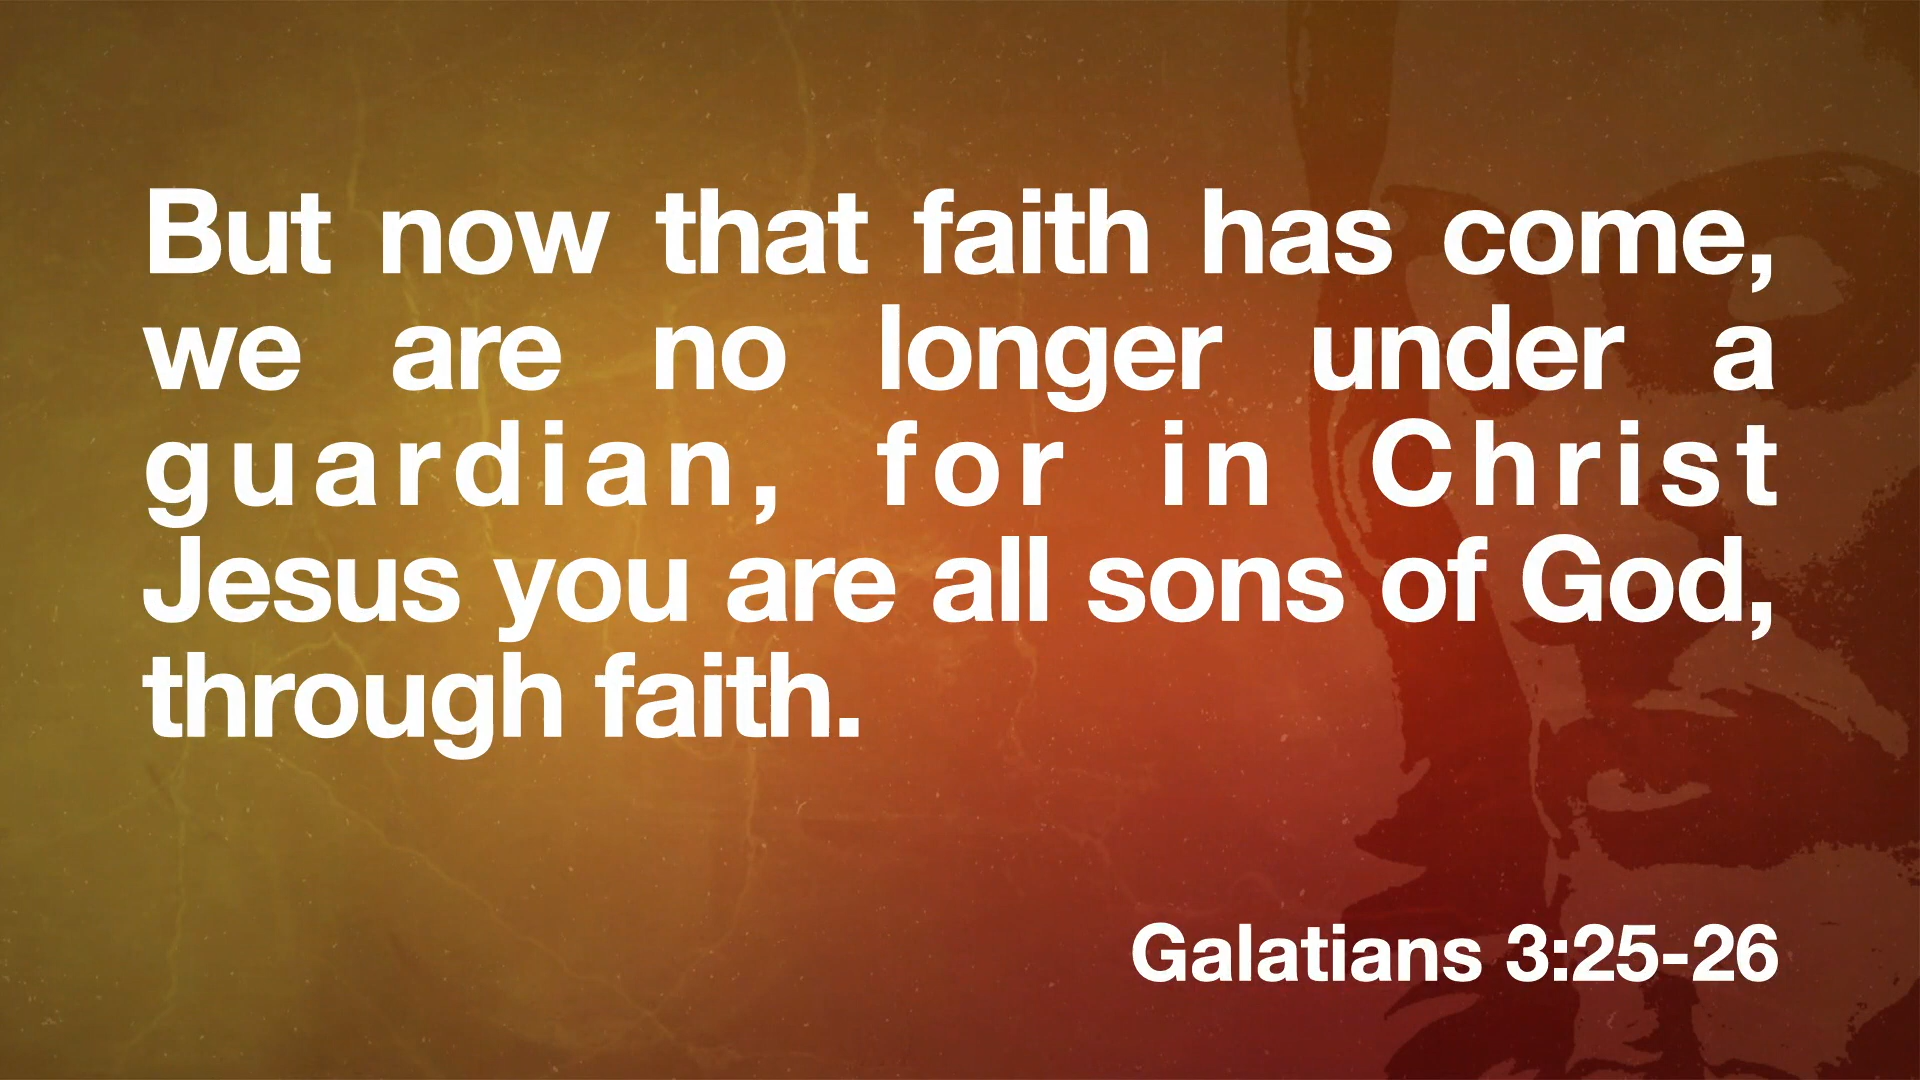 But now that faith has come,
we are no longer under a
guardian, for in Christ
Jesus you are all sons of God,
through faith.
Galatians 3:25-26